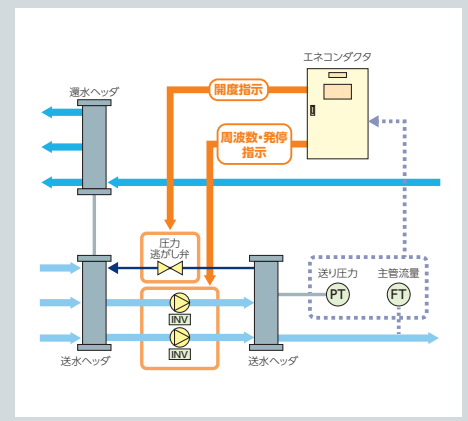 エネコンダクタ
還水ヘッダ
開度指示
周波数・発停
指示
圧力
逃がし弁
送り圧力
主管流量
PT
FT
INV
INV
送水ヘッダ
送水ヘッダ